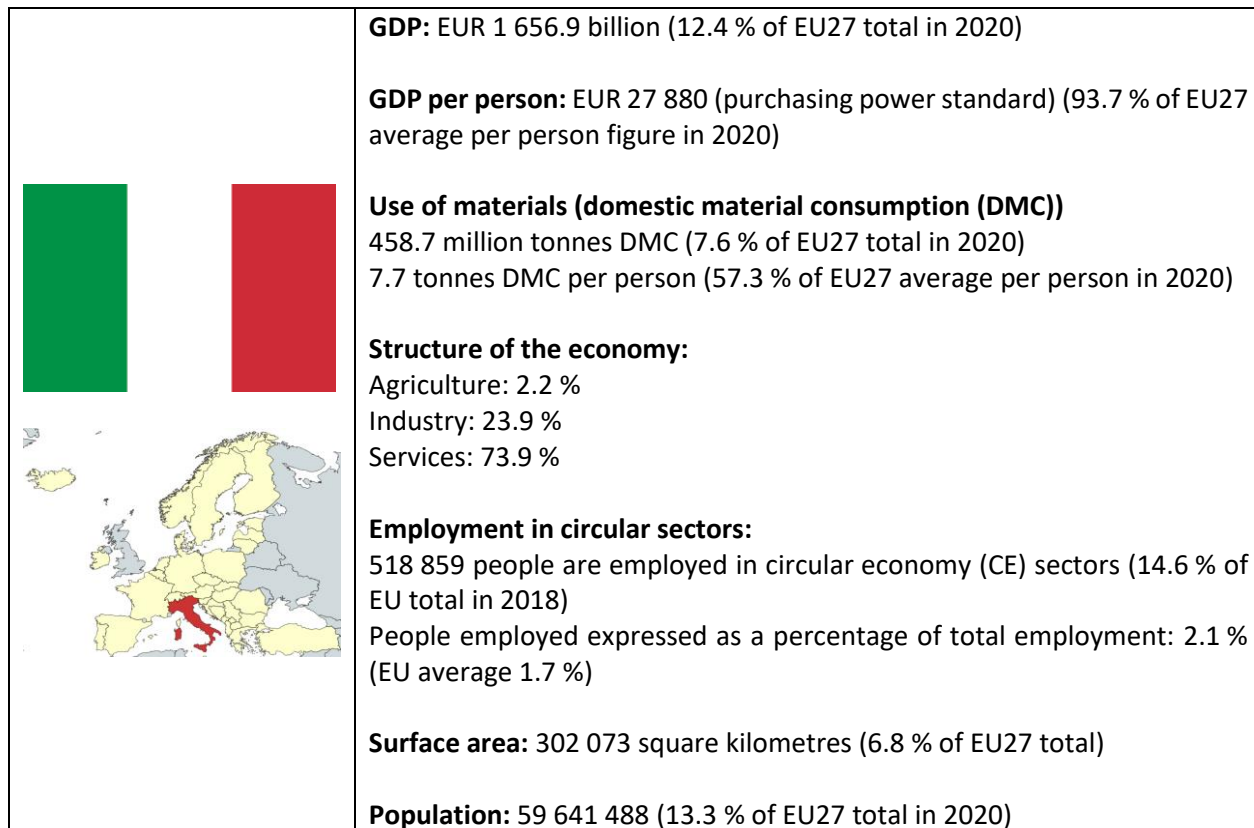 GDP: EUR 1 656.9 billion (12.4 % of EU27 total in 2020)
GDP per person: EUR 27 880 (purchasing power standard) (93.7 % of EU27
average per person figure in 2020)
Use of materials (domestic material consumption (DMC))
458.7 million tonnes DMC (7.6 % of EU27 total in 2020)
7.7 tonnes DMC per person (57.3 % of EU27 average per person in 2020)
Structure of the economy:
Agriculture: 2.2 %
Industry: 23.9 %
Services: 73.9 %
Employment in circular sectors:
518 859 people are employed in circular economy (CE) sectors (14.6 % of
EU total in 2018)
People employed expressed as a percentage of total employment: 2.1 %
(EU average 1.7 %)
Surface area: 302 073 square kilometres (6.8 % of EU27 total)
Population: 59 641 488 (13.3 % of EU27 total in 2020)